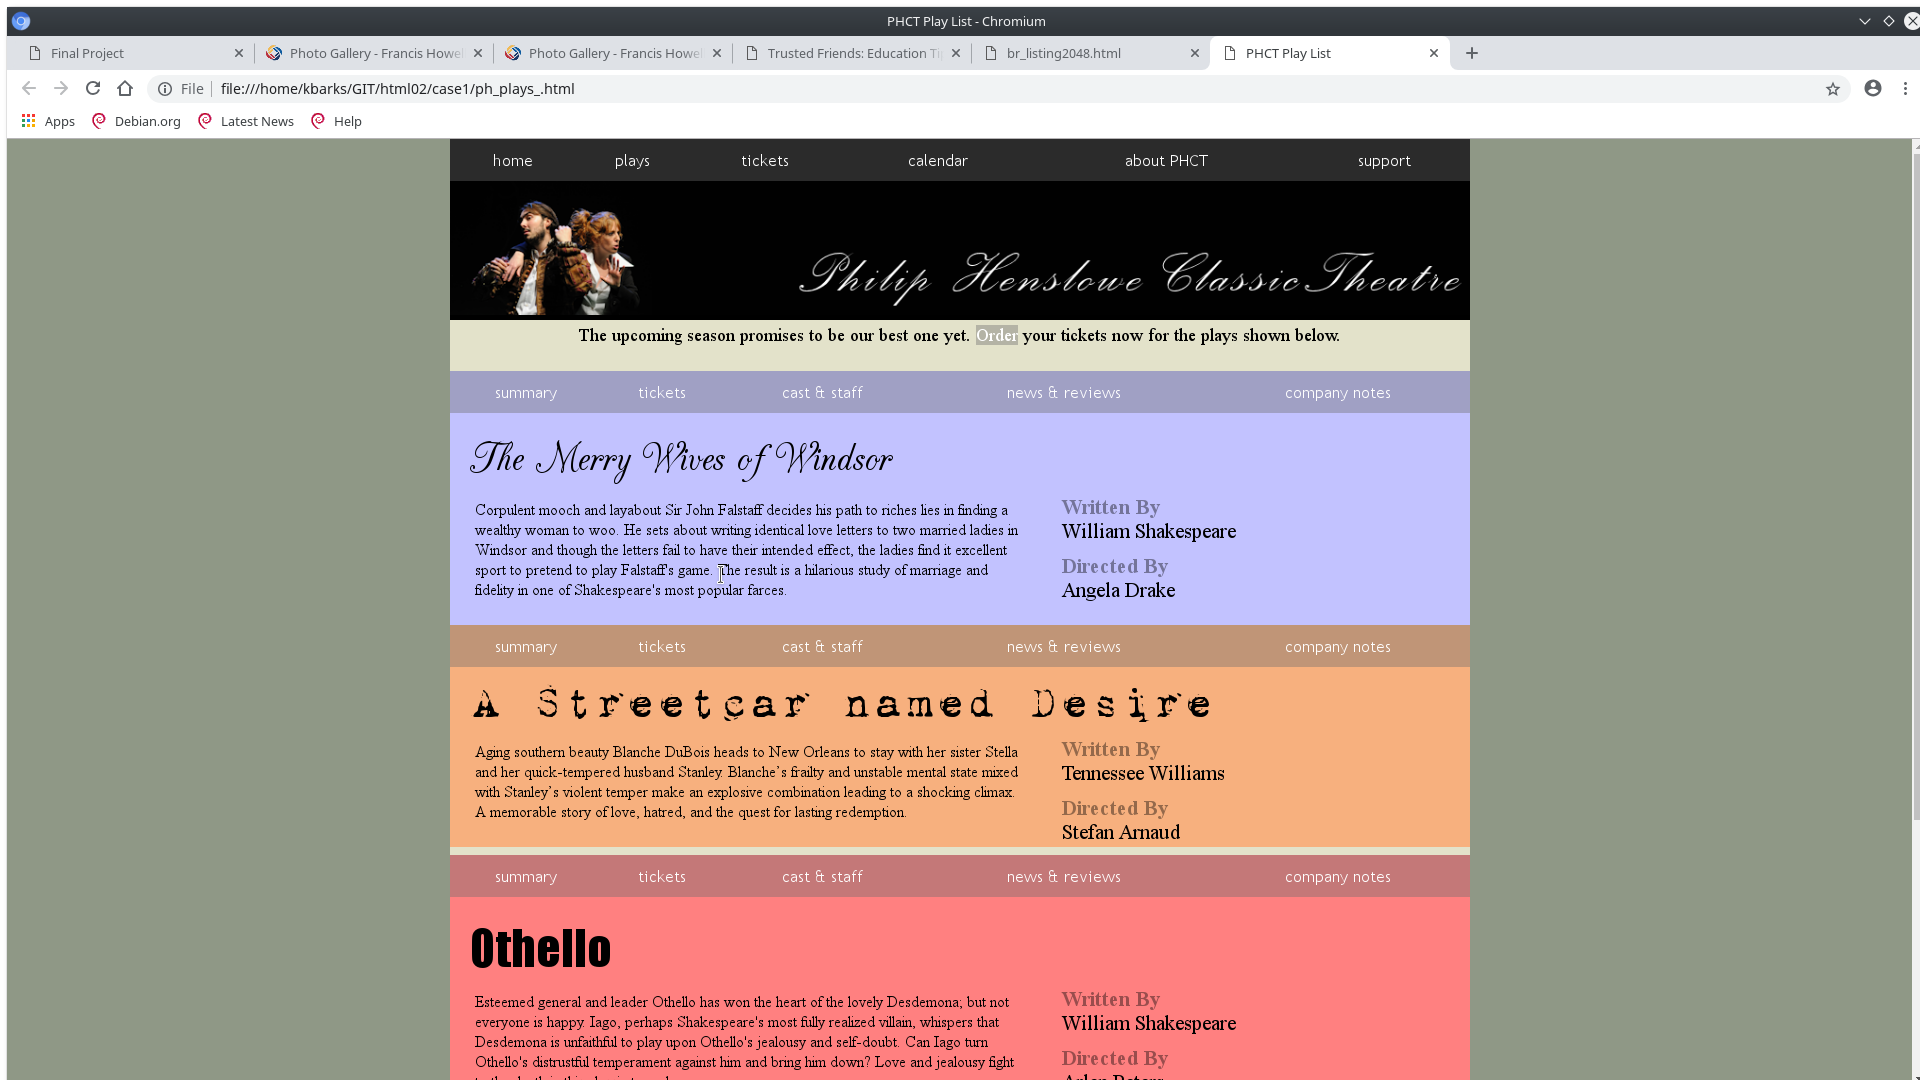 PHCT Play List - Chromium
Final Project
Photo Gallery - Francis Howel
Photo Gallery - Francis Howel
Trusted Friends: Education Ti
br_listing2048.html
PHCT Play List
File
file:///home/kbarks/GIT/html02/case1/ph_plays_.html
Apps
Debian.org
Latest News
Help
home plays tickets calendar about PHCT support
Philip Henslowe Classic Theatre
The upcoming season promises to be our best one yet. Order your tickets now for the plays shown below.
summary tickets cast & staff news & reviews company notes
The Merry Wives of Windsor
Corpulent mooch and layabout Sir John Falstaff decides his path to riches lies in finding a
wealthy woman to woo. He sets about writing identical love letters to two married ladies in
Windsor and though the letters fail to have their intended effect, the ladies find it excellent
sport to pretend to play Falstaff's game. The result is a hilarious study of marriage and
fidelity in one of Shakespeare's most popular farces.
Written By
William Shakespeare
Directed By
Angela Drake
summary tickets cast & staff news & reviews company notes
A Streetcar named Desire
Aging southern beauty Blanche DuBois heads to New Orleans to stay with her sister Stella
and her quick-tempered husband Stanley. Blanche’s frailty and unstable mental state mixed
with Stanley’s violent temper make an explosive combination leading to a shocking climax.
A memorable story of love, hatred, and the quest for lasting redemption.
Written By
Tennessee Williams
Directed By
Stefan Arnaud
summary tickets cast & staff news & reviews company notes
Othello
Esteemed general and leader Othello has won the heart of the lovely Desdemona; but not
everyone is happy. Iago, perhaps Shakespeare's most fully realized villain, whispers that
Desdemona is unfaithful to play upon Othello's jealousy and self-doubt. Can Iago turn
Othello's distrustful temperament against him and bring him down? Love and jealousy fight
Written By
William Shakespeare
Directed By